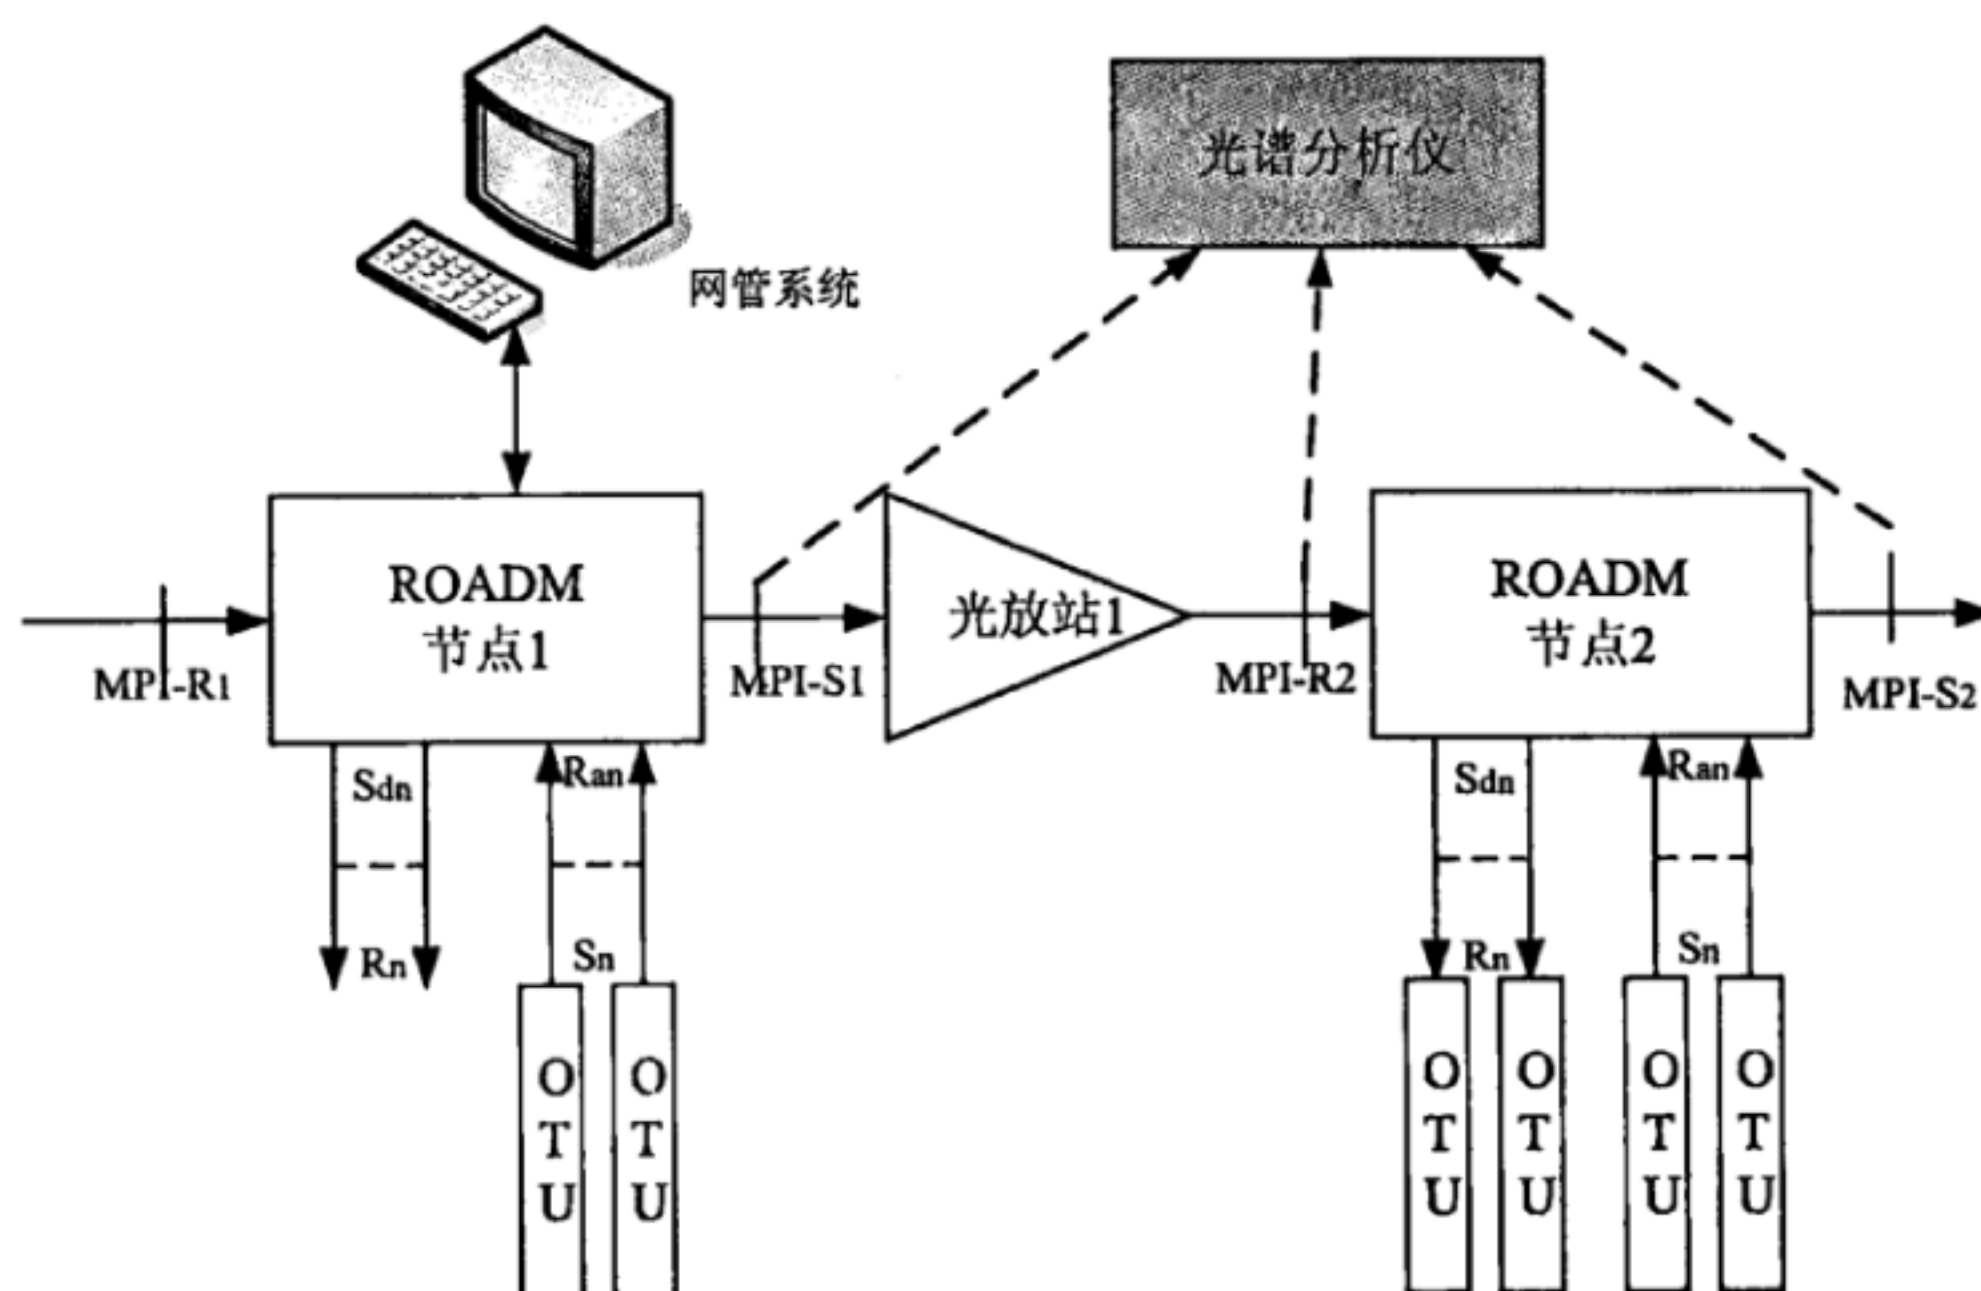 光谱分析仪
网管系统
ROADM
节点1
光放站1
ROADM
节点2
MPI-R1
MPI-S1
MPI-R2
MPI-S2
Sdn
Ran
Sdn
Ran
Rn
Sn
Rn
Sn
OTU
OTU
OTU
OTU
OTU
OTU